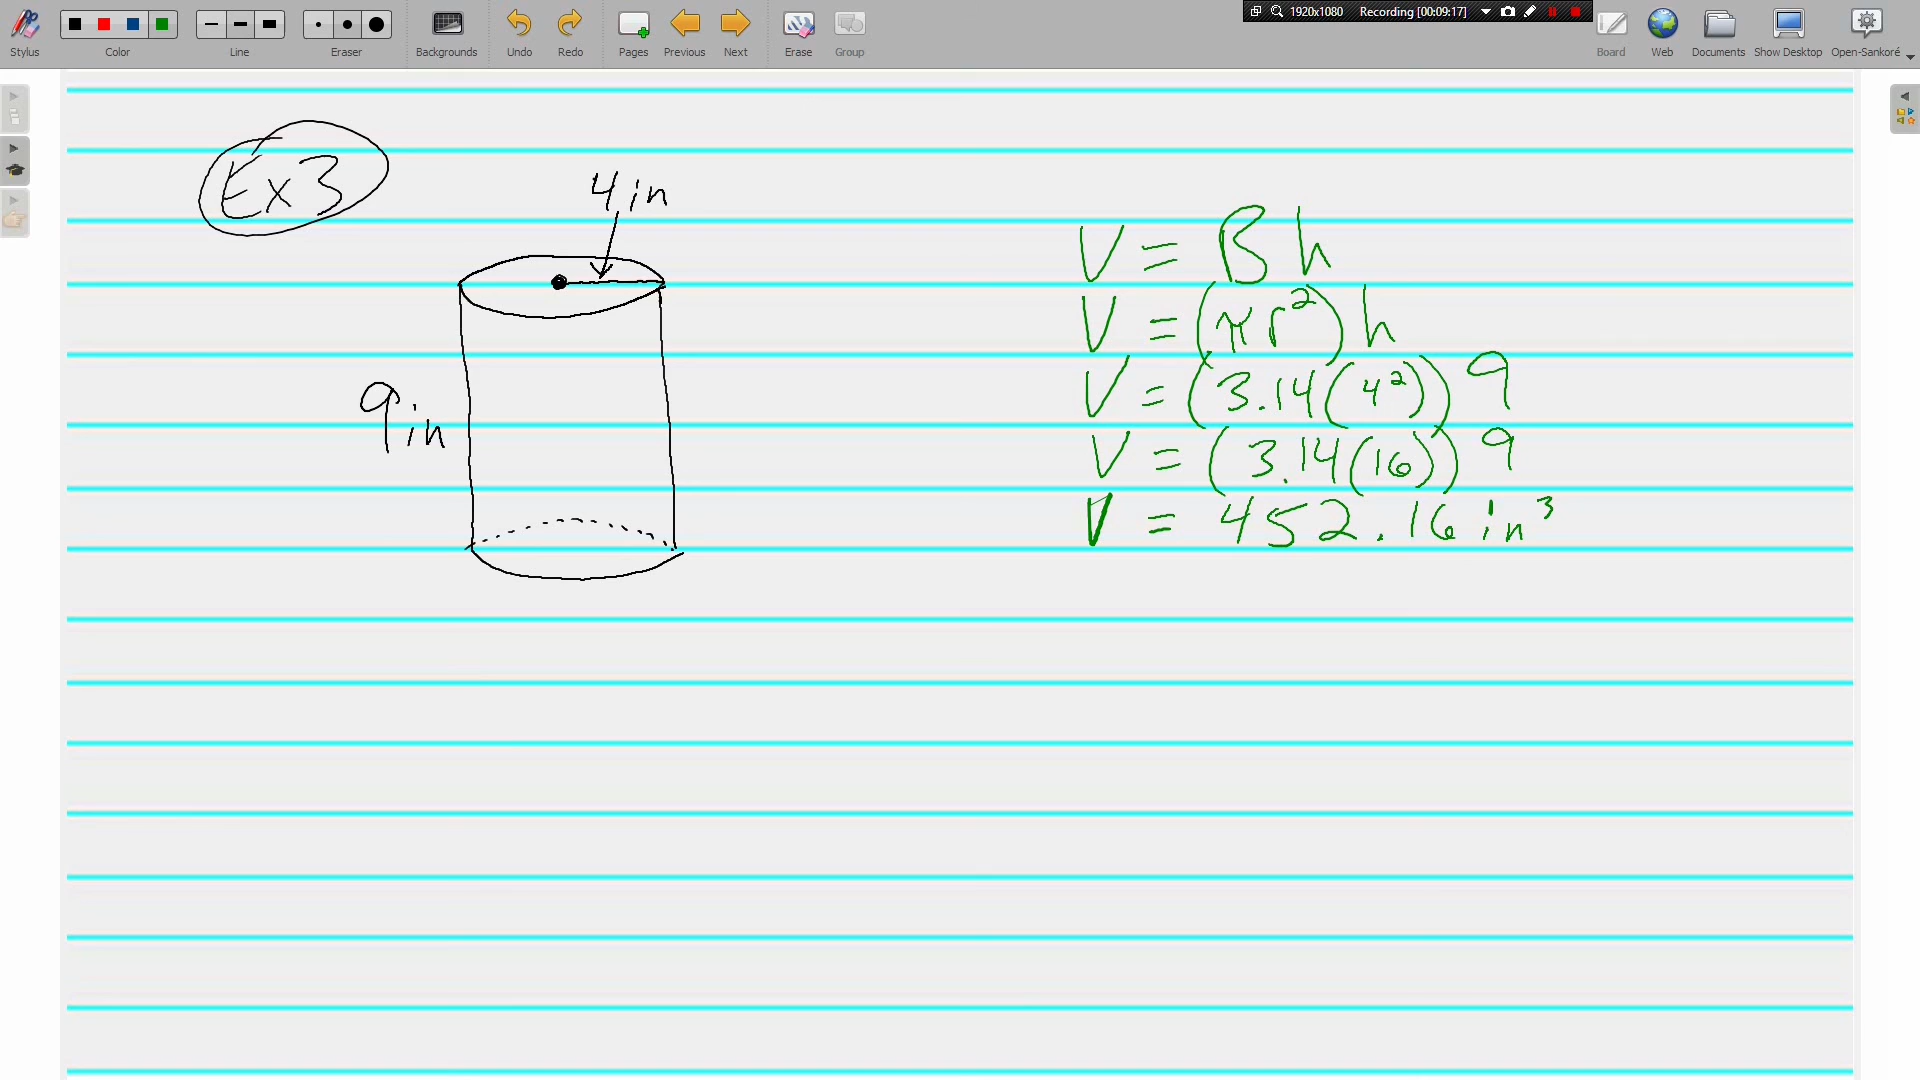 1920x1080 Recording [00:09:17]
Stylus Color Line Eraser Backgrounds Undo Redo Pages Previous Next Erase Group Board Web Documents Show Desktop Open-Sankoré
Ex 3
4 in
9 in
V = B h
V = (πr²) h
V = (3.14(4²)) 9
V = (3.14(16)) 9
V = 452.16 in³